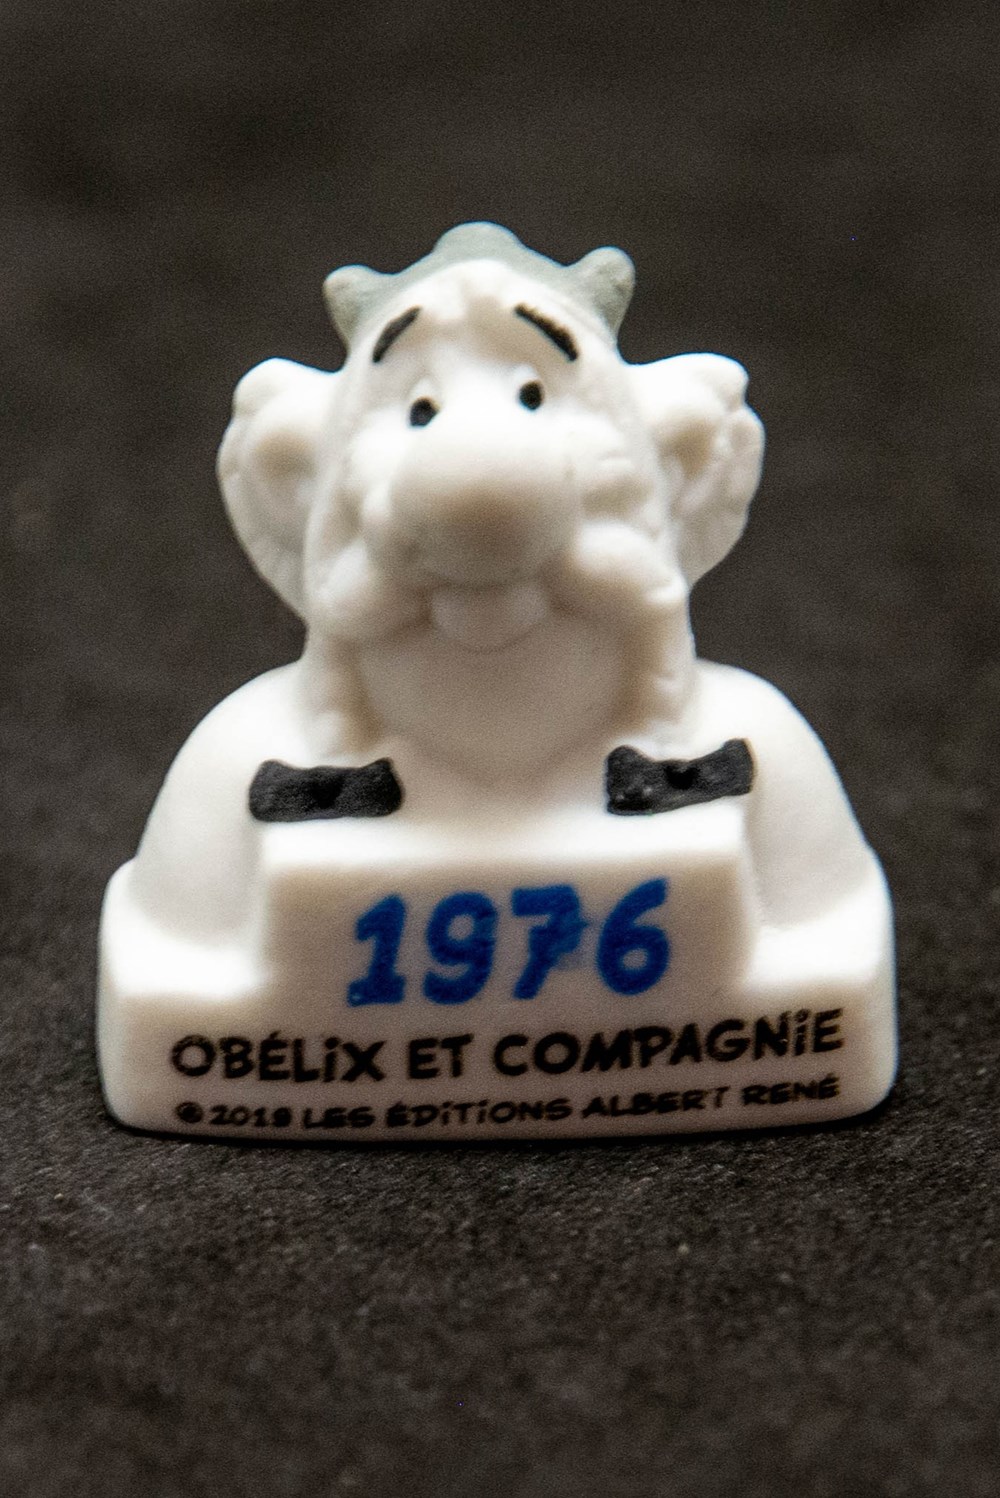 1976
OBÉLiX ET COMPAGNiE
© 2019 LES ÉDiTiONS ALBERT RENÉ